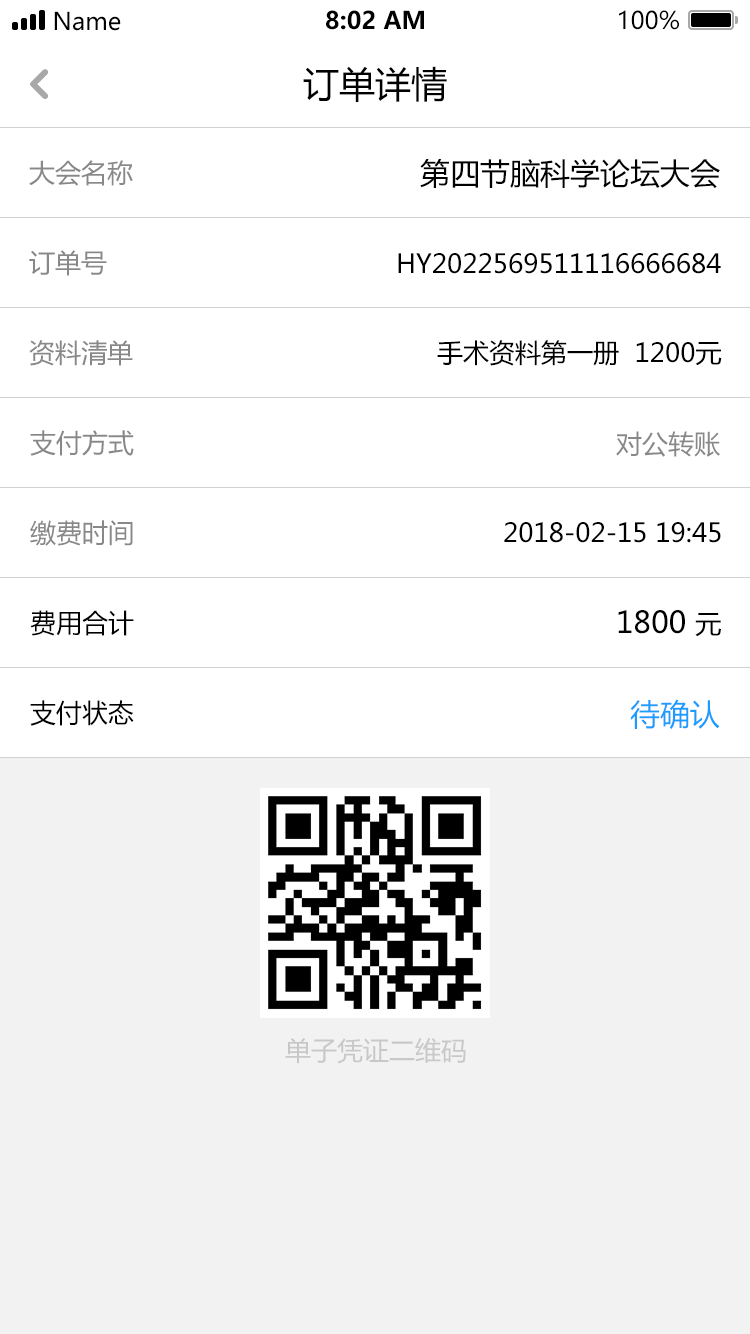 Name 8:02 AM 100%
订单详情
大会名称 第四节脑科学论坛大会
订单号 HY2022569511116666684
资料清单 手术资料第一册 1200元
支付方式 对公转账
缴费时间 2018-02-15 19:45
费用合计 1800 元
支付状态 待确认
单子凭证二维码